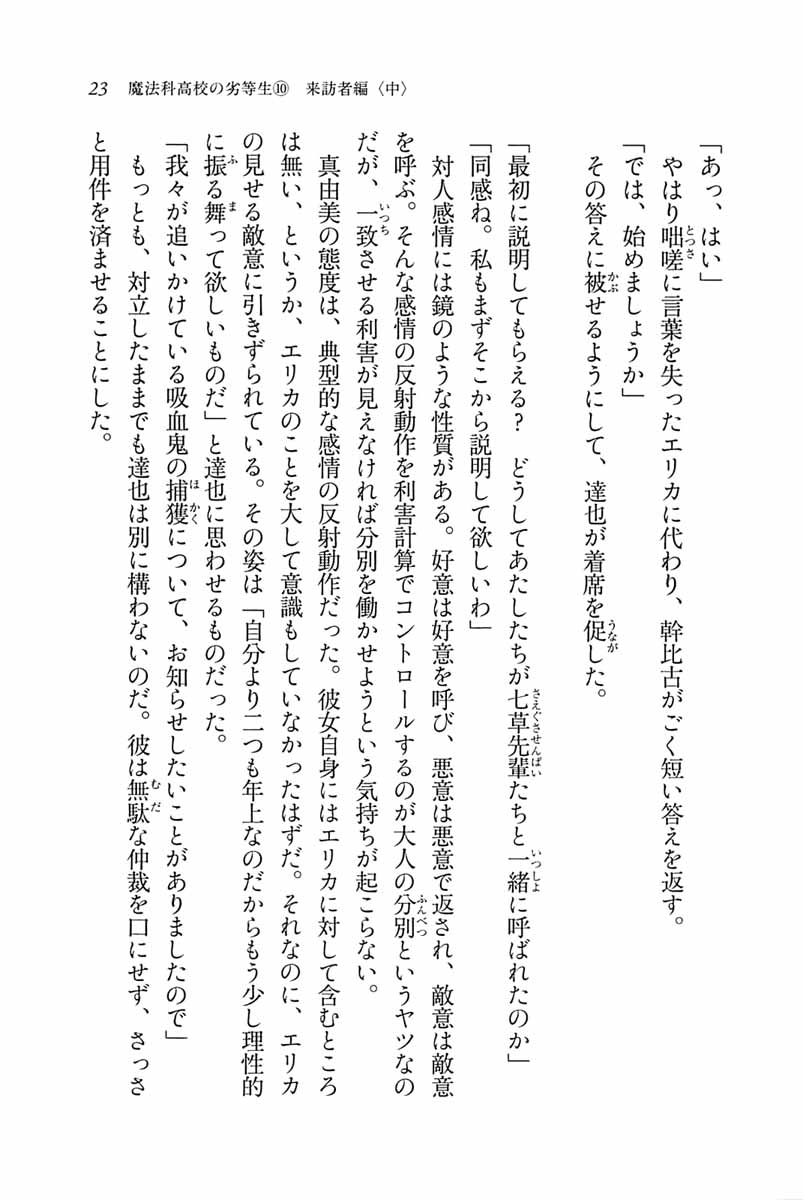 23　魔法科高校の劣等生⑩　来訪者編〈中〉
「あっ、はい」
　やはり咄嗟に言葉を失ったエリカに代わり、幹比古がごく短い答えを返す。
「では、始めましょうか」
　その答えに被せるようにして、達也が着席を促した。
「最初に説明してもらえる？　どうしてあたしたちが七草先輩たちと一緒に呼ばれたのか」
「同感ね。私もまずそこから説明して欲しいわ」
　対人感情には鏡のような性質がある。好意は好意を呼び、悪意は悪意で返され、敵意は敵意
を呼ぶ。そんな感情の反射動作を利害計算でコントロールするのが大人の分別というヤツなの
だが、一致させる利害が見えなければ分別を働かせようという気持ちが起こらない。
　真由美の態度は、典型的な感情の反射動作だった。彼女自身にはエリカに対して含むところ
は無い、というか、エリカのことを大して意識もしていなかったはずだ。それなのに、エリカ
の見せる敵意に引きずられている。その姿は「自分より二つも年上なのだからもう少し理性的
に振る舞って欲しいものだ」と達也に思わせるものだった。
「我々が追いかけている吸血鬼の捕獲について、お知らせしたいことがありましたので」
　もっとも、対立したままでも達也は別に構わないのだ。彼は無駄な仲裁を口にせず、さっさ
と用件を済ませることにした。